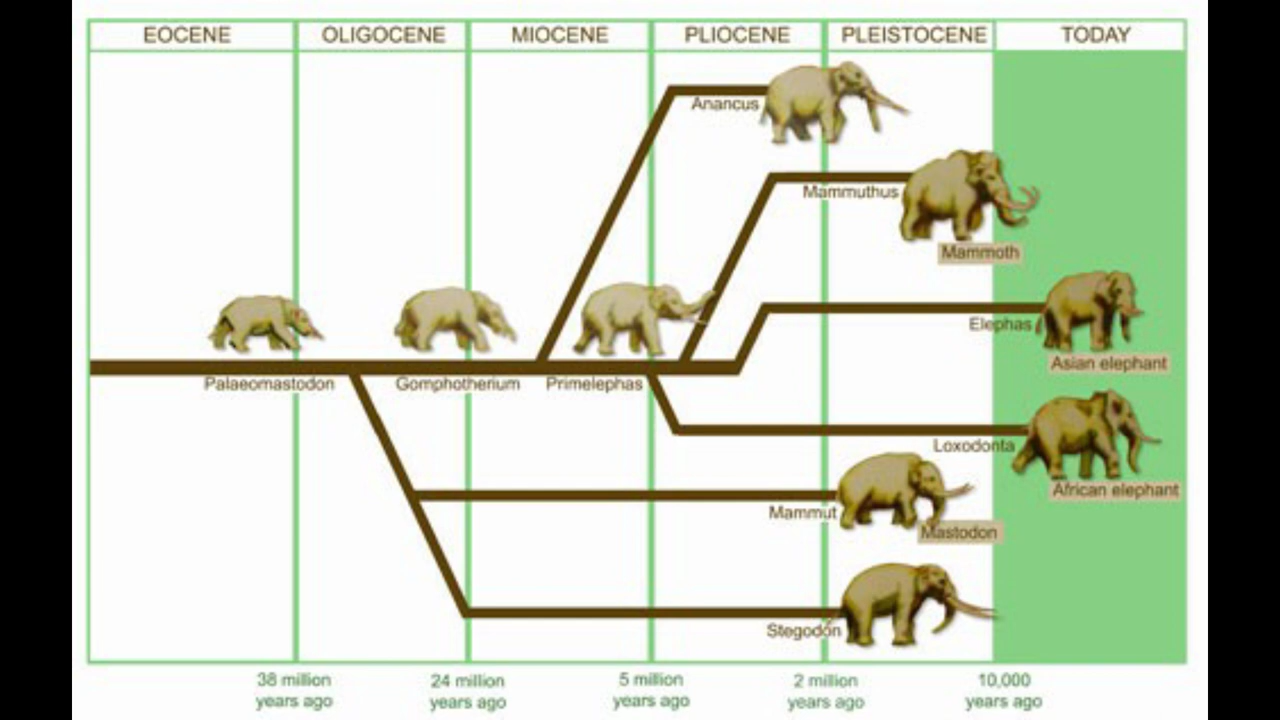 EOCENE OLIGOCENE MIOCENE PLIOCENE PLEISTOCENE TODAY
Anancus
Mammuthus
Mammoth
Elephas
Asian elephant
Palaeomastodon Gomphotherium Primelephas
Loxodonta
African elephant
Mammut
Mastodon
Stegodon
38 million years ago
24 million years ago
5 million years ago
2 million years ago
10,000 years ago